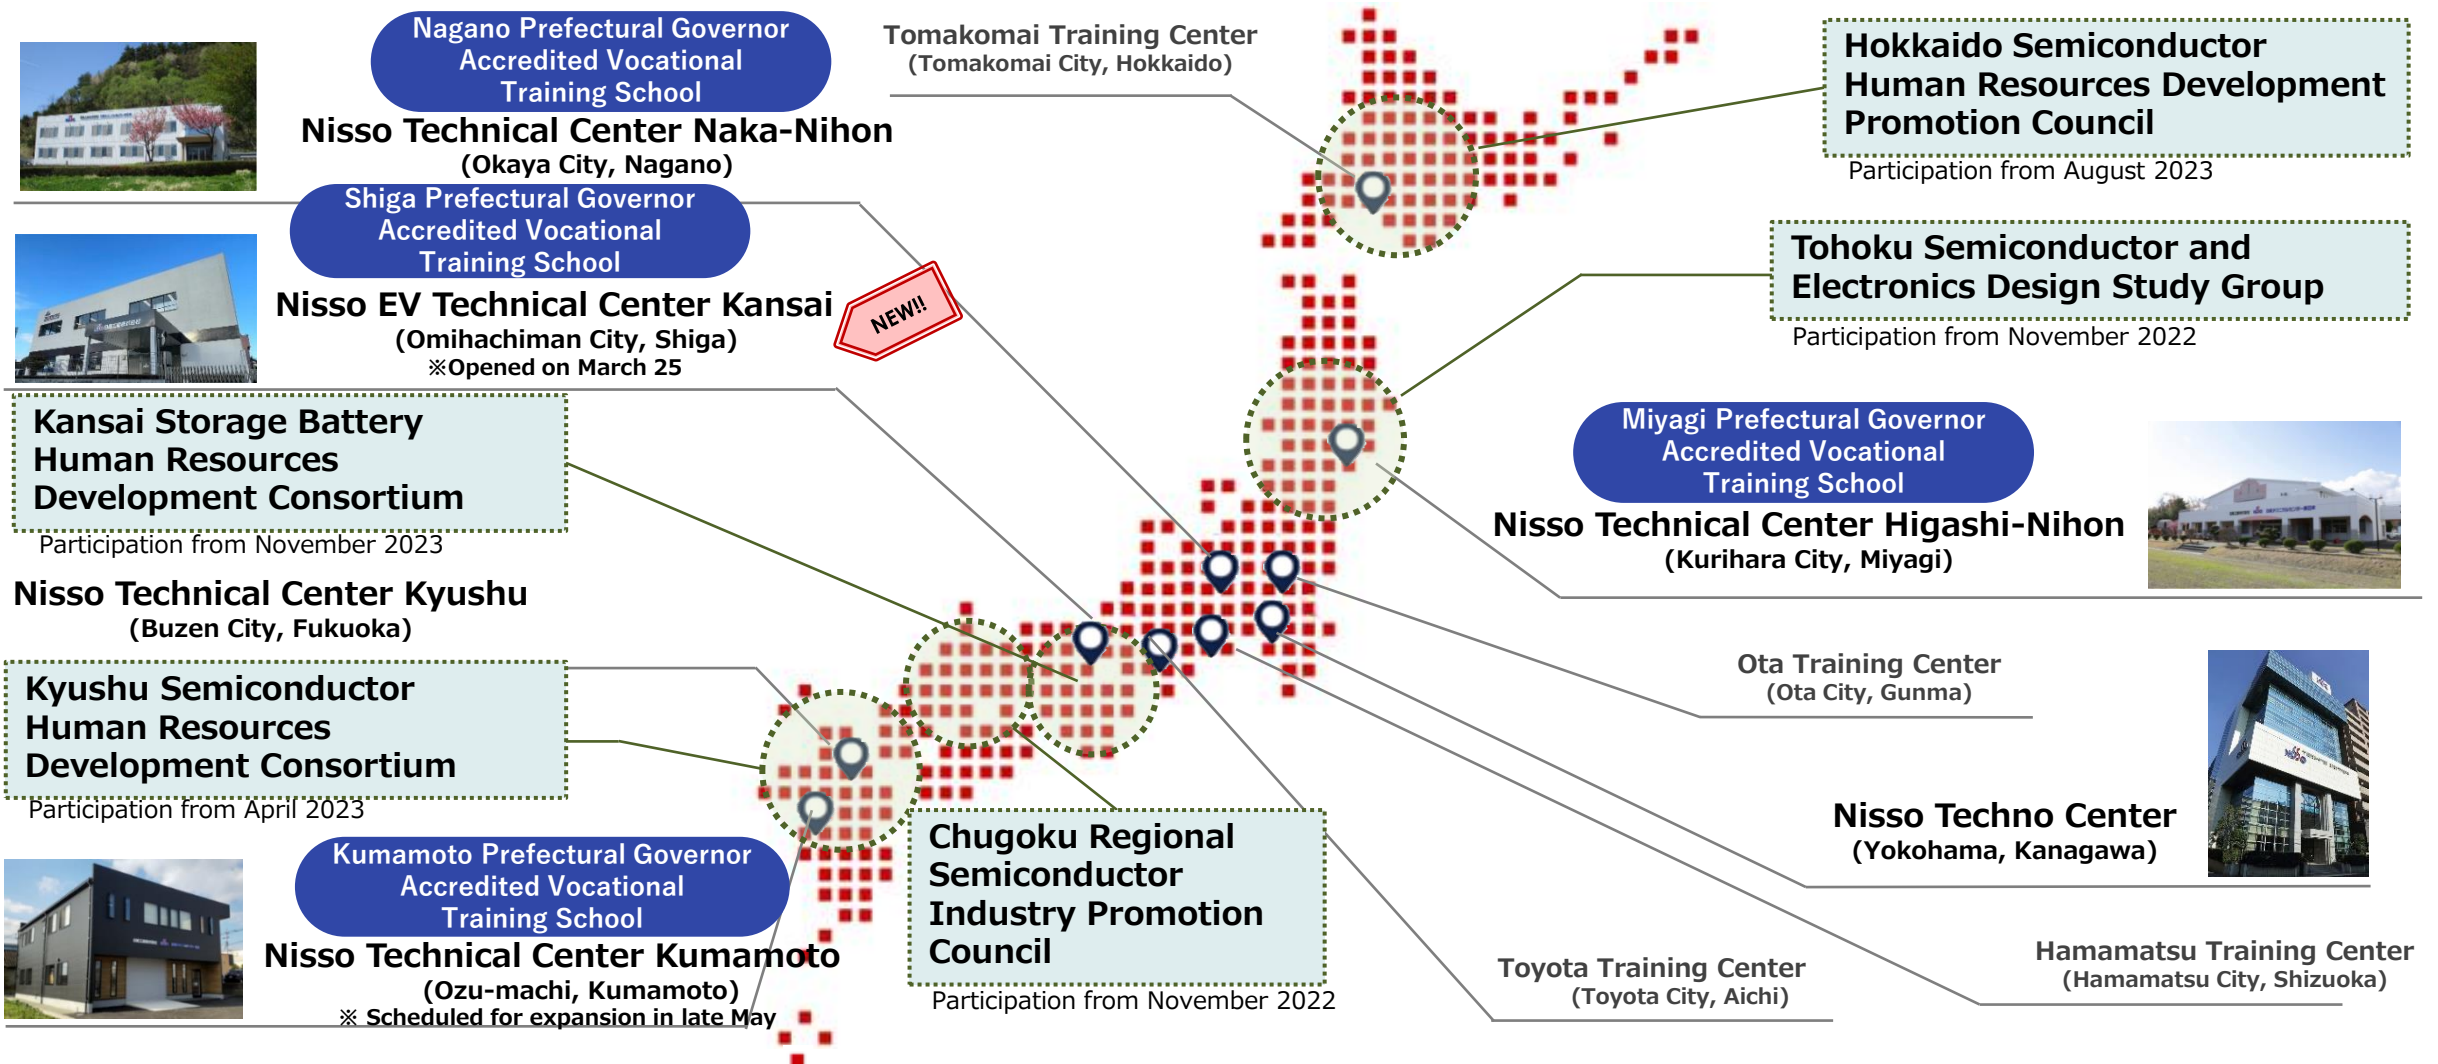 Nagano Prefectural Governor
Accredited Vocational
Training School
Nisso Technical Center Naka-Nihon
(Okaya City, Nagano)
Shiga Prefectural Governor
Accredited Vocational
Training School
Nisso EV Technical Center Kansai
(Omihachiman City, Shiga)
※Opened on March 25
NEW!!
Kansai Storage Battery
Human Resources
Development Consortium
Participation from November 2023
Nisso Technical Center Kyushu
(Buzen City, Fukuoka)
Kyushu Semiconductor
Human Resources
Development Consortium
Participation from April 2023
Kumamoto Prefectural Governor
Accredited Vocational
Training School
Nisso Technical Center Kumamoto
(Ozu-machi, Kumamoto)
※ Scheduled for expansion in late May
Tomakomai Training Center
(Tomakomai City, Hokkaido)
Chugoku Regional
Semiconductor
Industry Promotion
Council
Participation from November 2022
Hokkaido Semiconductor
Human Resources Development
Promotion Council
Participation from August 2023
Tohoku Semiconductor and
Electronics Design Study Group
Participation from November 2022
Miyagi Prefectural Governor
Accredited Vocational
Training School
Nisso Technical Center Higashi-Nihon
(Kurihara City, Miyagi)
Ota Training Center
(Ota City, Gunma)
Nisso Techno Center
(Yokohama, Kanagawa)
Hamamatsu Training Center
(Hamamatsu City, Shizuoka)
Toyota Training Center
(Toyota City, Aichi)